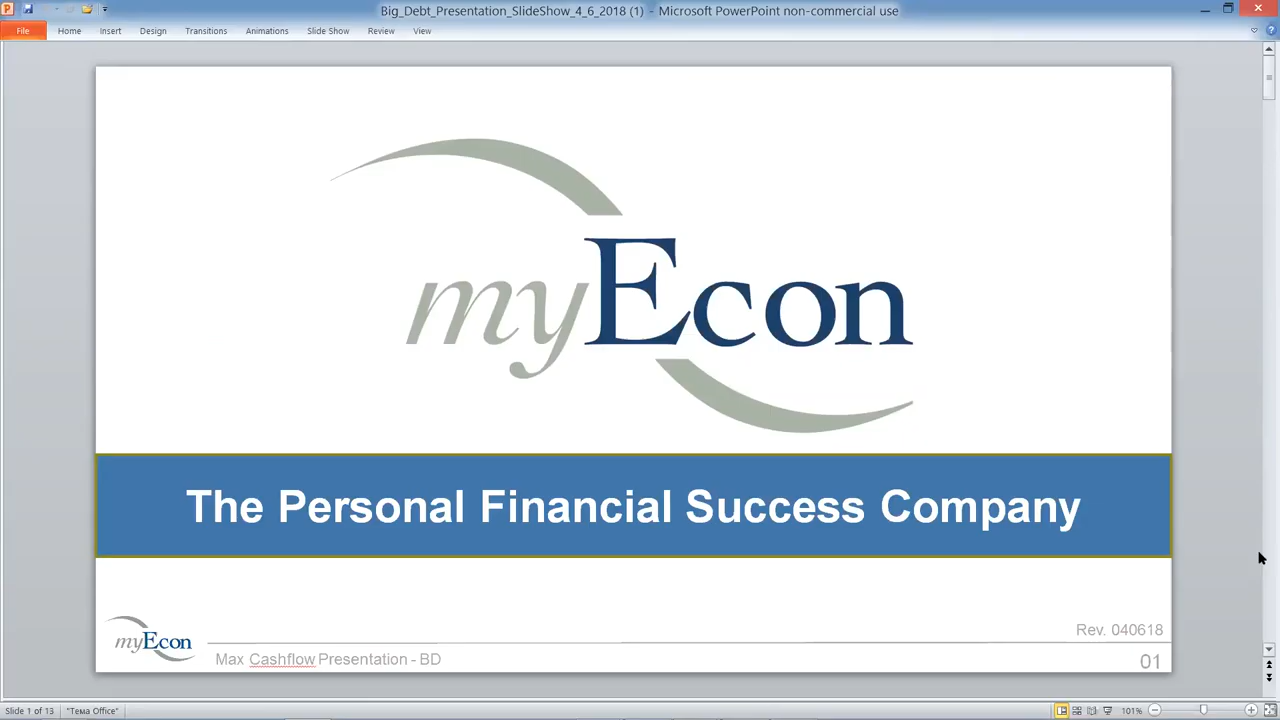 Big_Debt_Presentation_SlideShow_4_6_2018 (1) - Microsoft PowerPoint non-commercial use
File Home Insert Design Transitions Animations Slide Show Review View
myEcon
The Personal Financial Success Company
Rev. 040618
myEcon
Max Cashflow Presentation - BD
01
Slide 1 of 13 "Тема Office" 101%